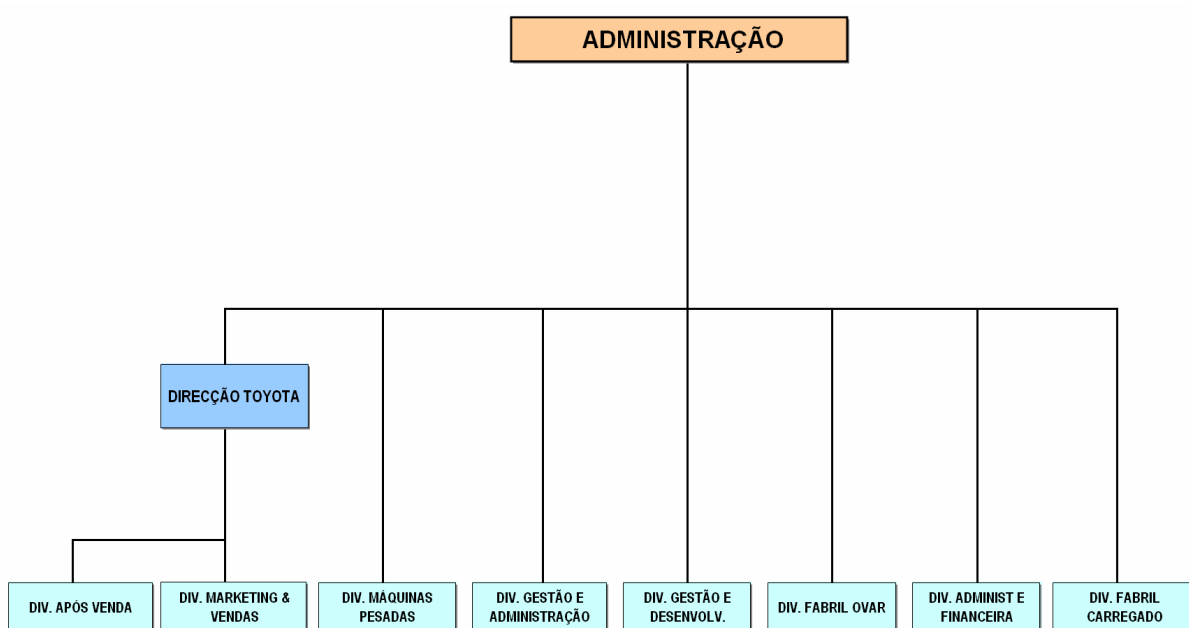 ADMINISTRAÇÃO
DIRECÇÃO TOYOTA
DIV. APÓS VENDA
DIV. MARKETING &
VENDAS
DIV. MÁQUINAS
PESADAS
DIV. GESTÃO E
ADMINISTRAÇÃO
DIV. GESTÃO E
DESENVOLV.
DIV. FABRIL OVAR
DIV. ADMINIST E
FINANCEIRA
DIV. FABRIL
CARREGADO